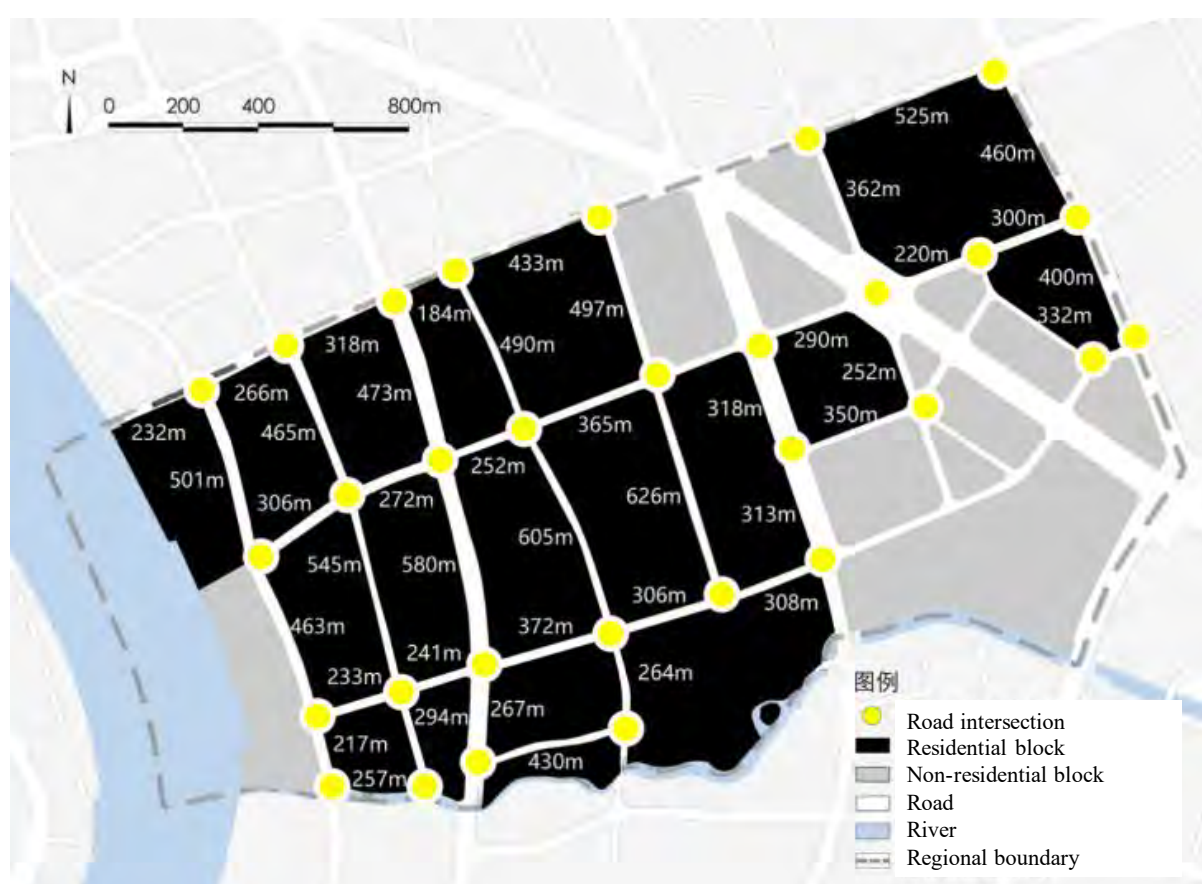 N
0 200 400 800m
525m
460m
362m
300m
220m
433m
400m
497m
184m
332m
318m
490m
290m
473m
252m
266m
318m
350m
232m
465m
365m
501m
252m
306m
272m
626m
313m
605m
545m
580m
306m
308m
463m
372m
241m
264m
233m
267m
294m
217m
430m
257m
图例
Road intersection
Residential block
Non-residential block
Road
River
Regional boundary